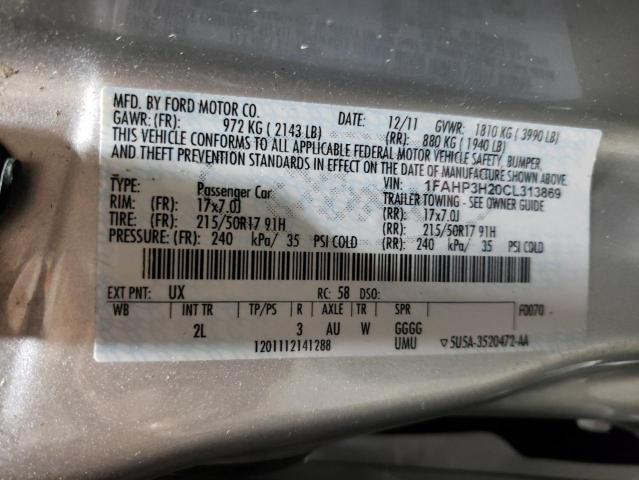 MFD. BY FORD MOTOR CO.
DATE: 12/11 GVWR: 1810 KG ( 3990 LB)
GAWR: (FR): 972 KG ( 2143 LB) (RR): 880 KG ( 1940 LB)
THIS VEHICLE CONFORMS TO ALL APPLICABLE FEDERAL MOTOR VEHICLE SAFETY, BUMPER,
AND THEFT PREVENTION STANDARDS IN EFFECT ON THE DATE OF MANUFACTURE SHOWN ABOVE.
VIN: 1FAHP3H20CL313869
TYPE: Passenger Car TRAILER TOWING - SEE OWNER GUIDE
RIM: (FR): 17x7.0J (RR): 17x7.0J
TIRE: (FR): 215/50R17 91H (RR): 215/50R17 91H
PRESSURE: (FR): 240 kPa/ 35 PSI COLD (RR): 240 kPa/ 35 PSI COLD
EXT PNT: UX RC: 58 DSO:
WB INT TR TP/PS R AXLE TR SPR F0070
2L 3 AU W GGGG
1201112141288 UMU ▽ 5U5A-3520472-AA